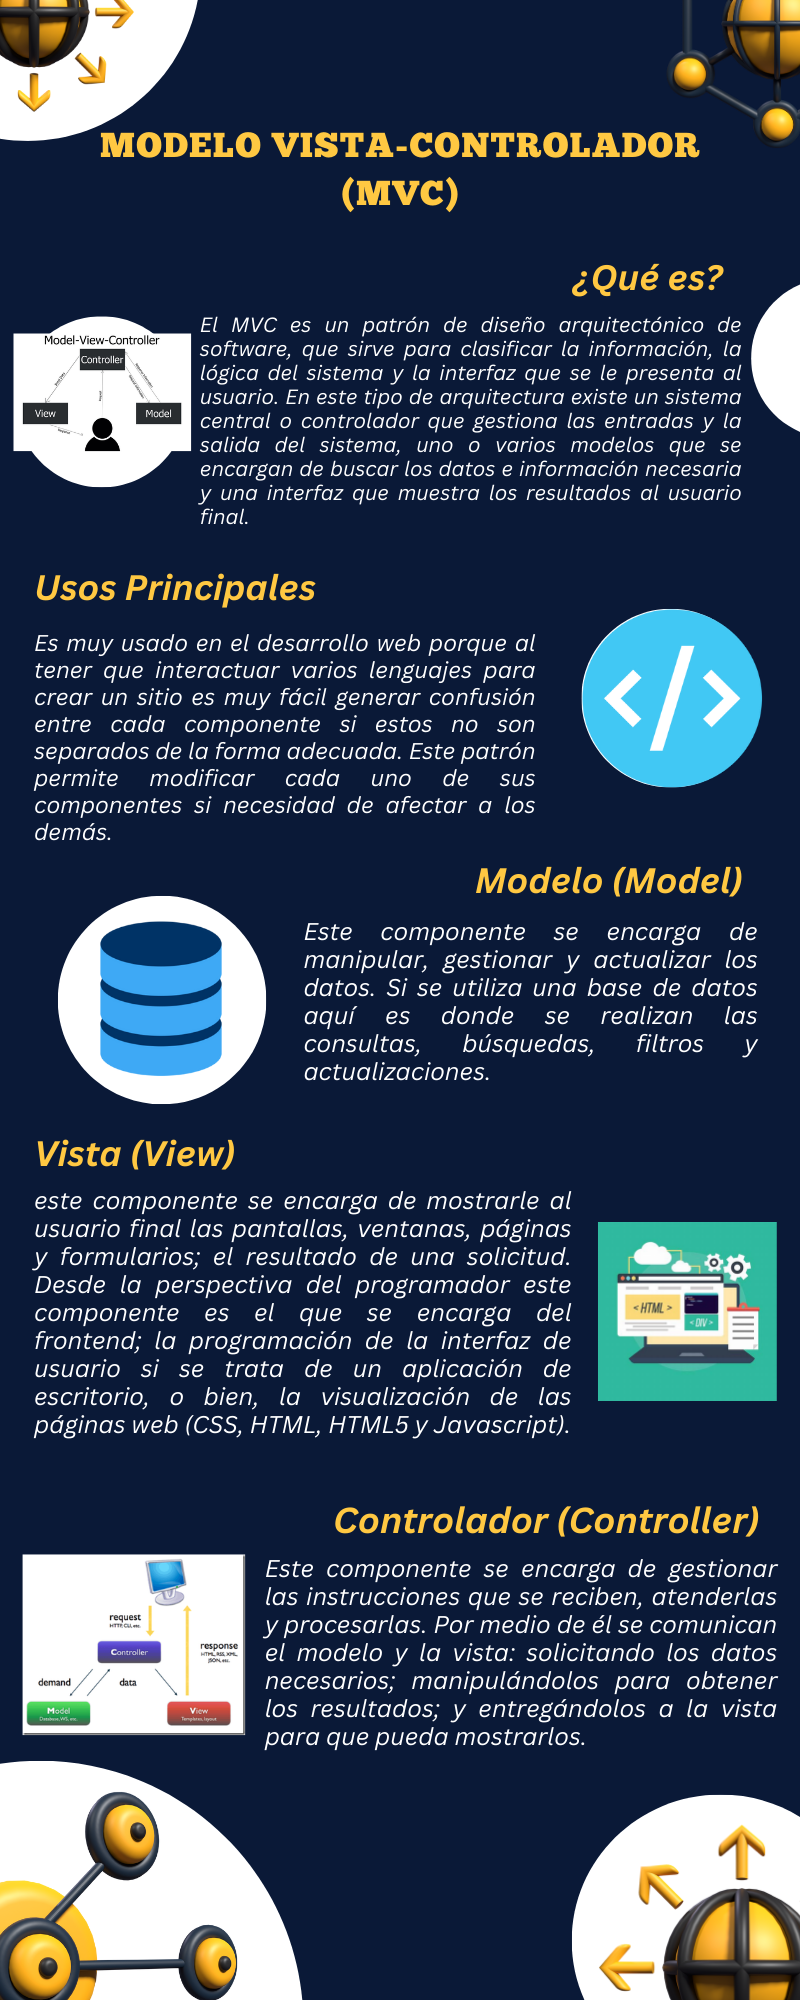 MODELO VISTA-CONTROLADOR
(MVC)
¿Qué es?
Model-View-Controller
Controller
View
Model
El MVC es un patrón de diseño arquitectónico de
software, que sirve para clasificar la información, la
lógica del sistema y la interfaz que se le presenta al
usuario. En este tipo de arquitectura existe un sistema
central o controlador que gestiona las entradas y la
salida del sistema, uno o varios modelos que se
encargan de buscar los datos e información necesaria
y una interfaz que muestra los resultados al usuario
final.
Usos Principales
Es muy usado en el desarrollo web porque al
tener que interactuar varios lenguajes para
crear un sitio es muy fácil generar confusión
entre cada componente si estos no son
separados de la forma adecuada. Este patrón
permite modificar cada uno de sus
componentes si necesidad de afectar a los
demás.
</>
Modelo (Model)
Este componente se encarga de
manipular, gestionar y actualizar los
datos. Si se utiliza una base de datos
aquí es donde se realizan las
consultas, búsquedas, filtros y
actualizaciones.
Vista (View)
este componente se encarga de mostrarle al
usuario final las pantallas, ventanas, páginas
y formularios; el resultado de una solicitud.
Desde la perspectiva del programador este
componente es el que se encarga del
frontend; la programación de la interfaz de
usuario si se trata de un aplicación de
escritorio, o bien, la visualización de las
páginas web (CSS, HTML, HTML5 y Javascript).
< HTML >
< DIV >
Controlador (Controller)
request
HTTP, CLI, etc.
Controller
response
HTML, RSS, XML,
JSON, etc.
demand
data
Model
Database, WS, etc.
View
Templates, layout.
Este componente se encarga de gestionar
las instrucciones que se reciben, atenderlas
y procesarlas. Por medio de él se comunican
el modelo y la vista: solicitando los datos
necesarios; manipulándolos para obtener
los resultados; y entregándolos a la vista
para que pueda mostrarlos.